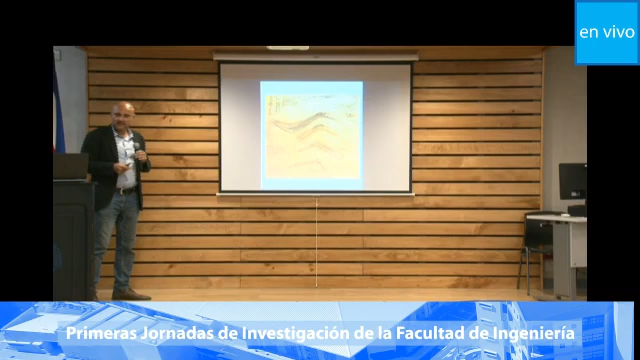 en vivo
Primeras Jornadas de Investigación de la Facultad de Ingeniería